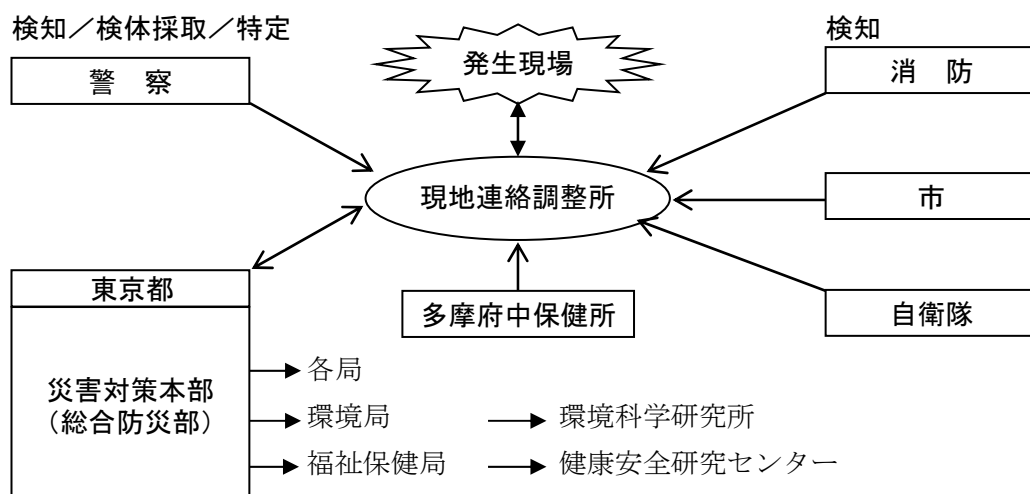 検知／検体採取／特定
検知
警 察
発生現場
消 防
現地連絡調整所
市
東京都
多摩府中保健所
自衛隊
災害対策本部
（総合防災部）
各局
環境局
環境科学研究所
福祉保健局
健康安全研究センター